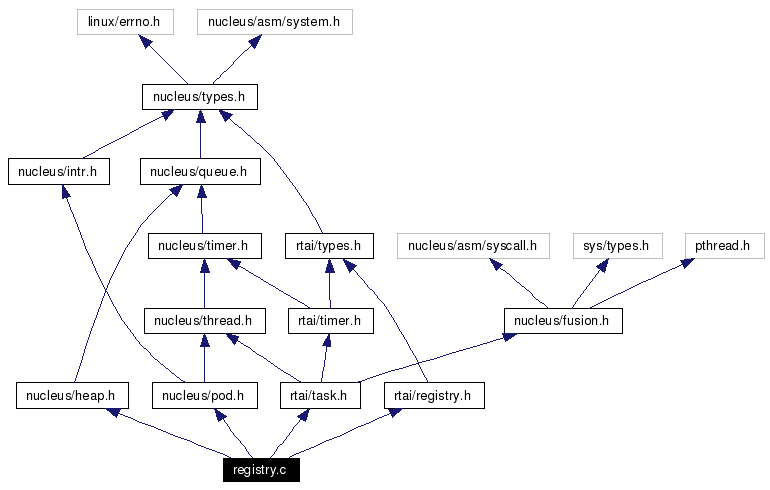 linux/errno.h
nucleus/asm/system.h
nucleus/types.h
nucleus/intr.h
nucleus/queue.h
nucleus/timer.h
rtai/types.h
nucleus/asm/syscall.h
sys/types.h
pthread.h
nucleus/thread.h
rtai/timer.h
nucleus/fusion.h
nucleus/heap.h
nucleus/pod.h
rtai/task.h
rtai/registry.h
registry.c